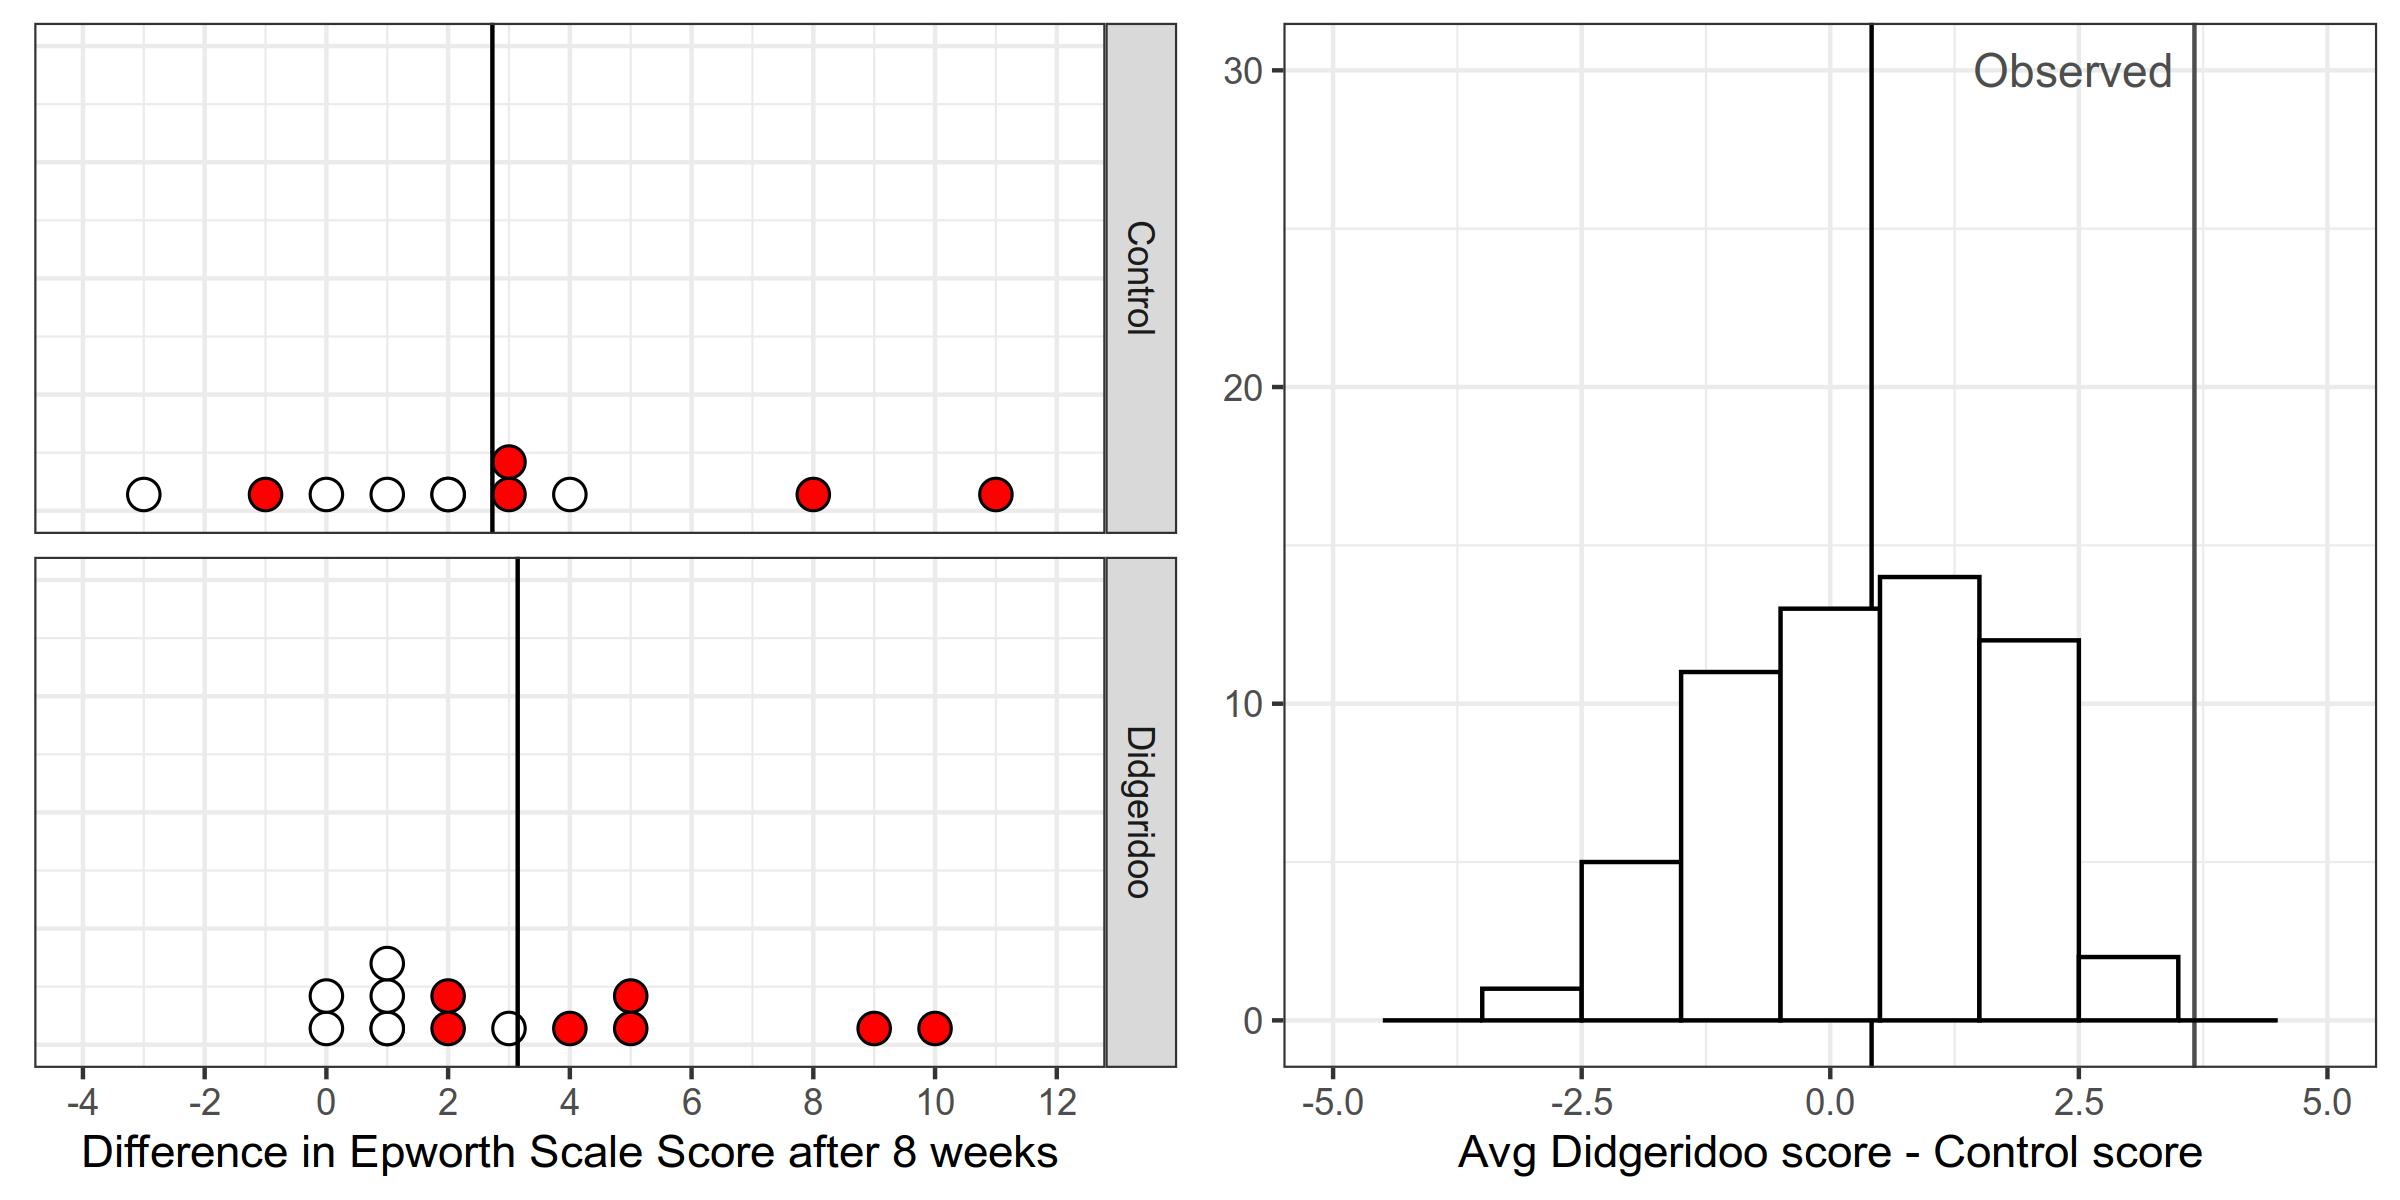 Control
Didgeridoo
-4 -2 0 2 4 6 8 10 12
Difference in Epworth Scale Score after 8 weeks
Observed
30
20
10
0
-5.0 -2.5 0.0 2.5 5.0
Avg Didgeridoo score - Control score